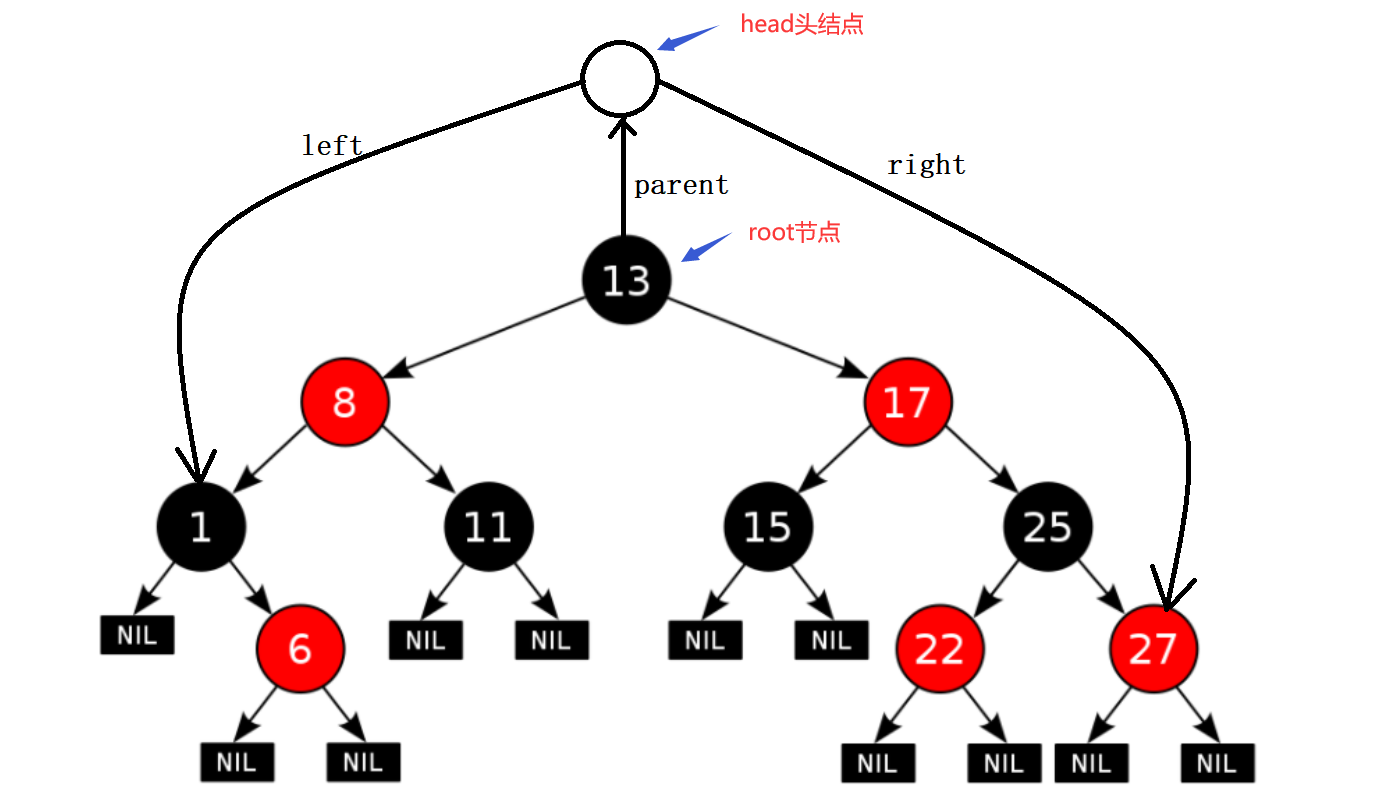 head头结点
left
right
parent
root节点
13
8
17
1
11
15
25
NIL
6
NIL
NIL
NIL
NIL
22
27
NIL
NIL
NIL
NIL
NIL
NIL